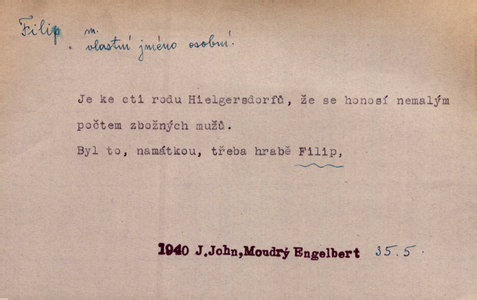 Filip m.
vlastní jméno osobní.
Je ke cti rodu Hielgersdorfů, že se honosí nemalým
počtem zbožných mužů.
Byl to, namátkou, třeba hrabě Filip,
1940 J.John,Moudrý Engelbert 35.5.